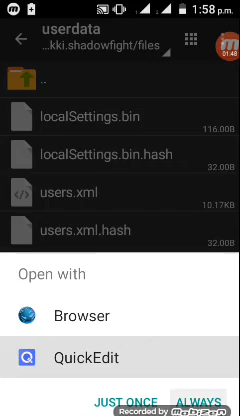 1:58 p.m.
userdata
...kki.shadowfight/files
01:48
..
localSettings.bin
116.00B
localSettings.bin.hash
32.00B
users.xml
10.17KB
users.xml.hash
32.00B
Open with
Browser
QuickEdit
JUST ONCE
ALWAYS
Recorded by MOBIZEN